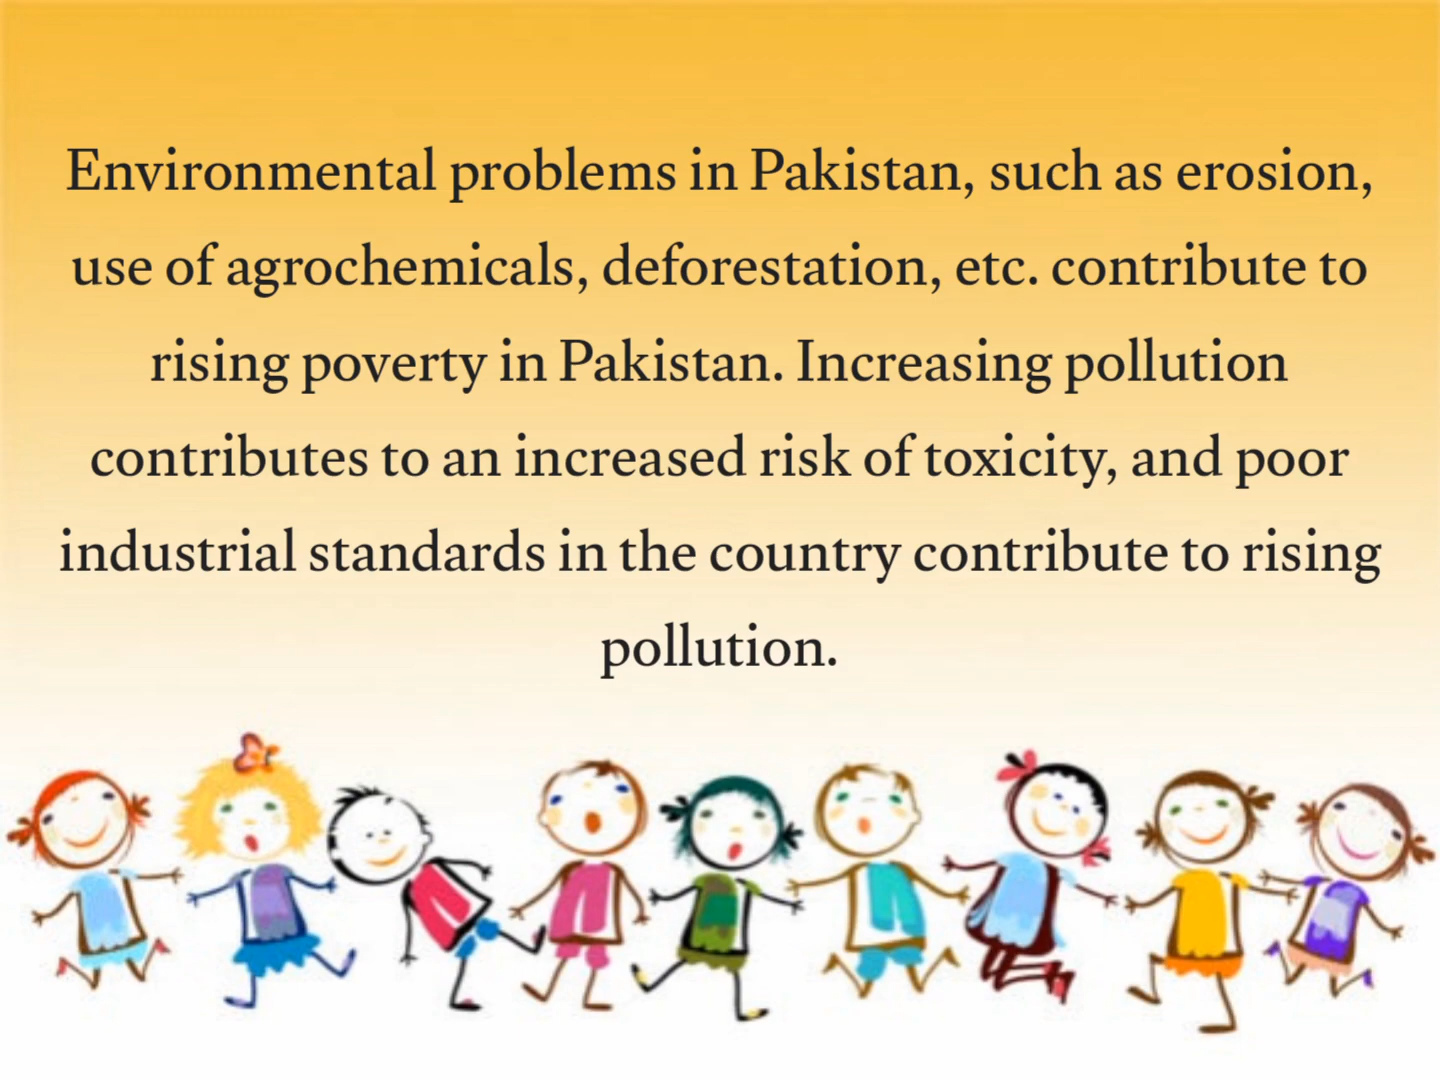 Environmental problems in Pakistan, such as erosion,
use of agrochemicals, deforestation, etc. contribute to
rising poverty in Pakistan. Increasing pollution
contributes to an increased risk of toxicity, and poor
industrial standards in the country contribute to rising
pollution.